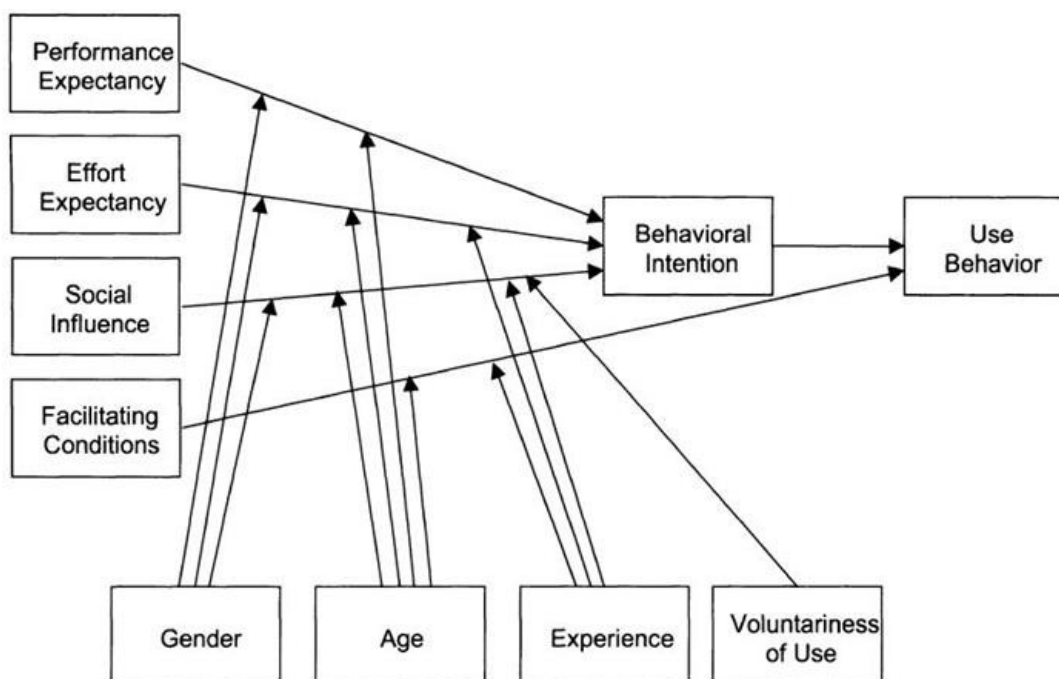 Performance
Expectancy
Effort
Expectancy
Social
Influence
Facilitating
Conditions
Behavioral
Intention
Use
Behavior
Gender
Age
Experience
Voluntariness
of Use